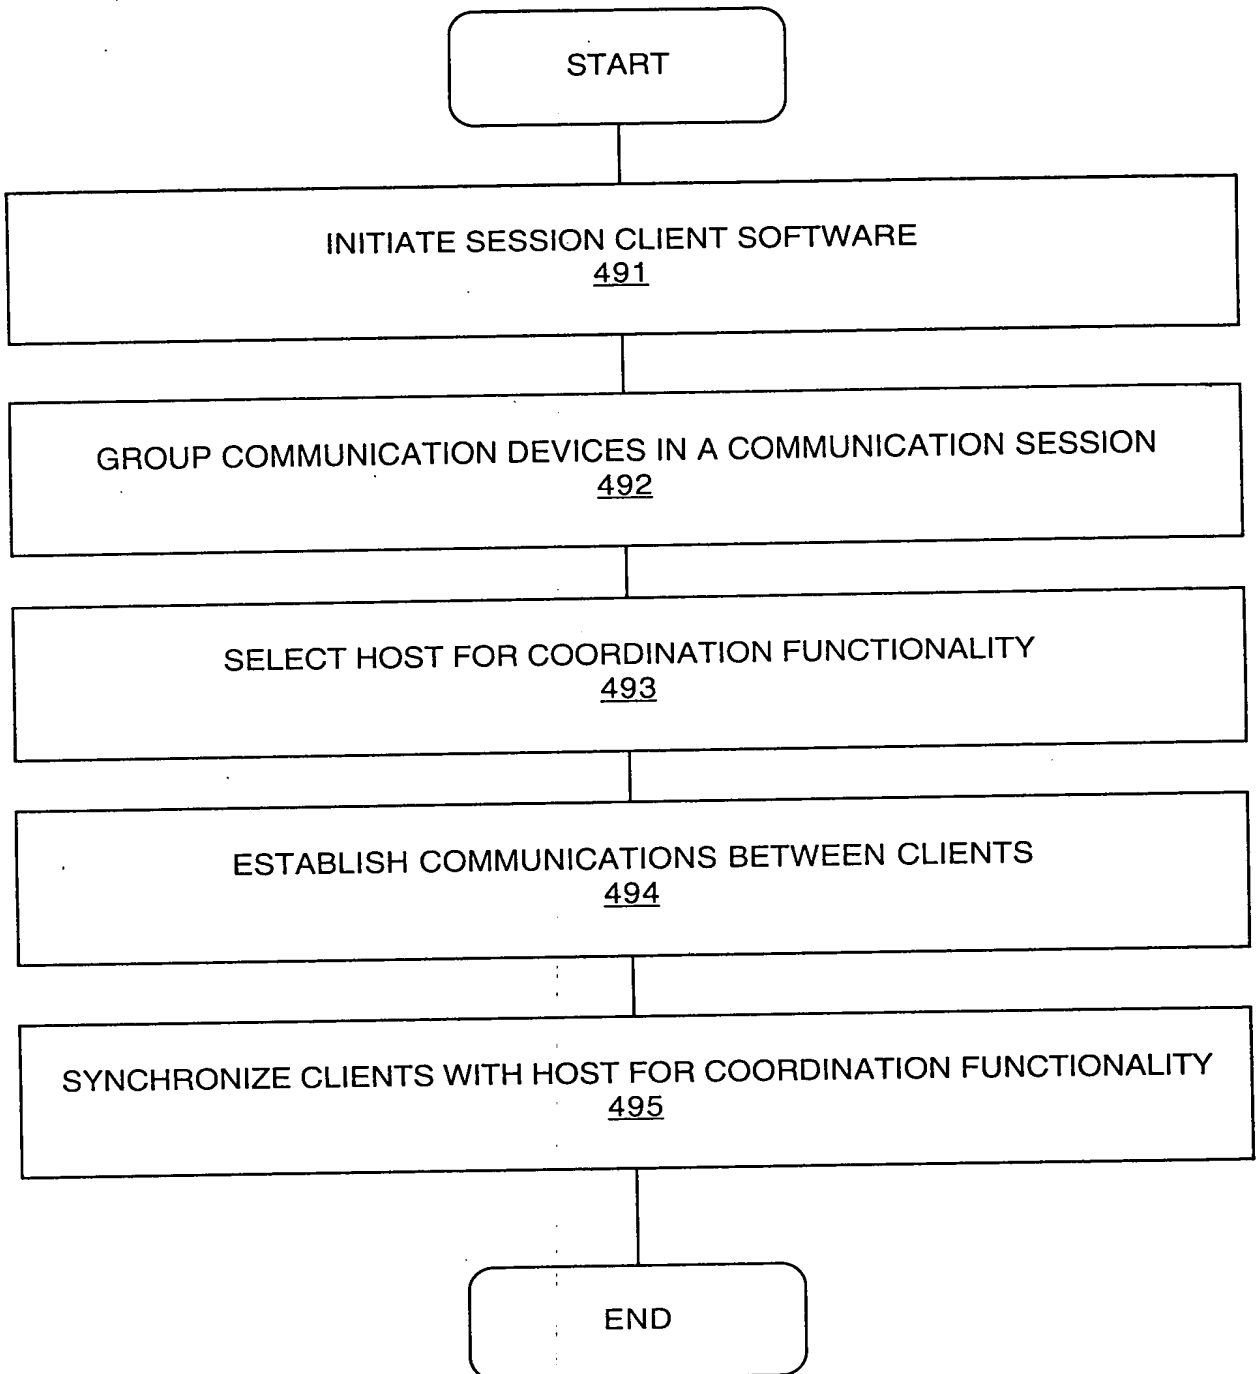 START
INITIATE SESSION CLIENT SOFTWARE
491
GROUP COMMUNICATION DEVICES IN A COMMUNICATION SESSION
492
SELECT HOST FOR COORDINATION FUNCTIONALITY
493
ESTABLISH COMMUNICATIONS BETWEEN CLIENTS
494
SYNCHRONIZE CLIENTS WITH HOST FOR COORDINATION FUNCTIONALITY
495
END